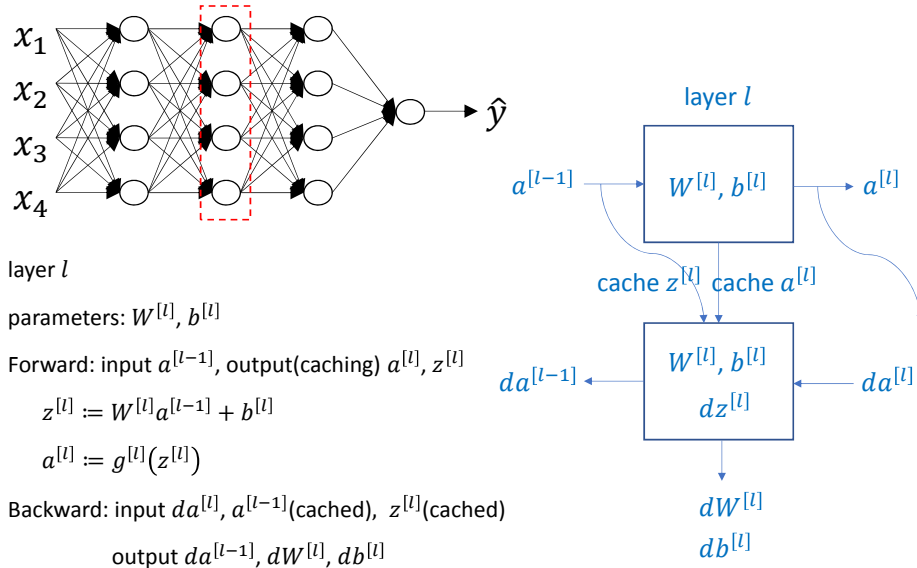 x₁
x₂
x₃
x₄
ŷ
layer l
parameters: W^[l], b^[l]
Forward: input a^[l−1], output(caching) a^[l], z^[l]
z^[l] ≔ W^[l]a^[l−1] + b^[l]
a^[l] ≔ g^[l](z^[l])
Backward: input da^[l], a^[l−1](cached), z^[l](cached)
output da^[l−1], dW^[l], db^[l]
layer l
a^[l−1]
W^[l], b^[l]
a^[l]
cache z^[l]
cache a^[l]
da^[l−1]
W^[l], b^[l]
dz^[l]
da^[l]
dW^[l]
db^[l]